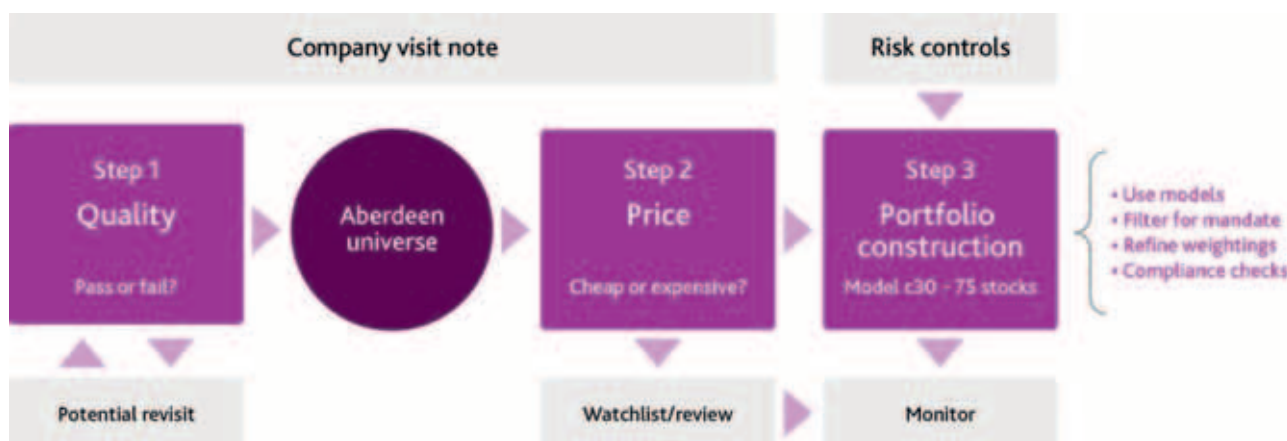 Company visit note
Risk controls
Step 1
Quality
Pass or fail?
Aberdeen
universe
Step 2
Price
Cheap or expensive?
Step 3
Portfolio
construction
Model c30 - 75 stocks
• Use models
• Filter for mandate
• Refine weightings
• Compliance checks
Potential revisit
Watchlist/review
Monitor